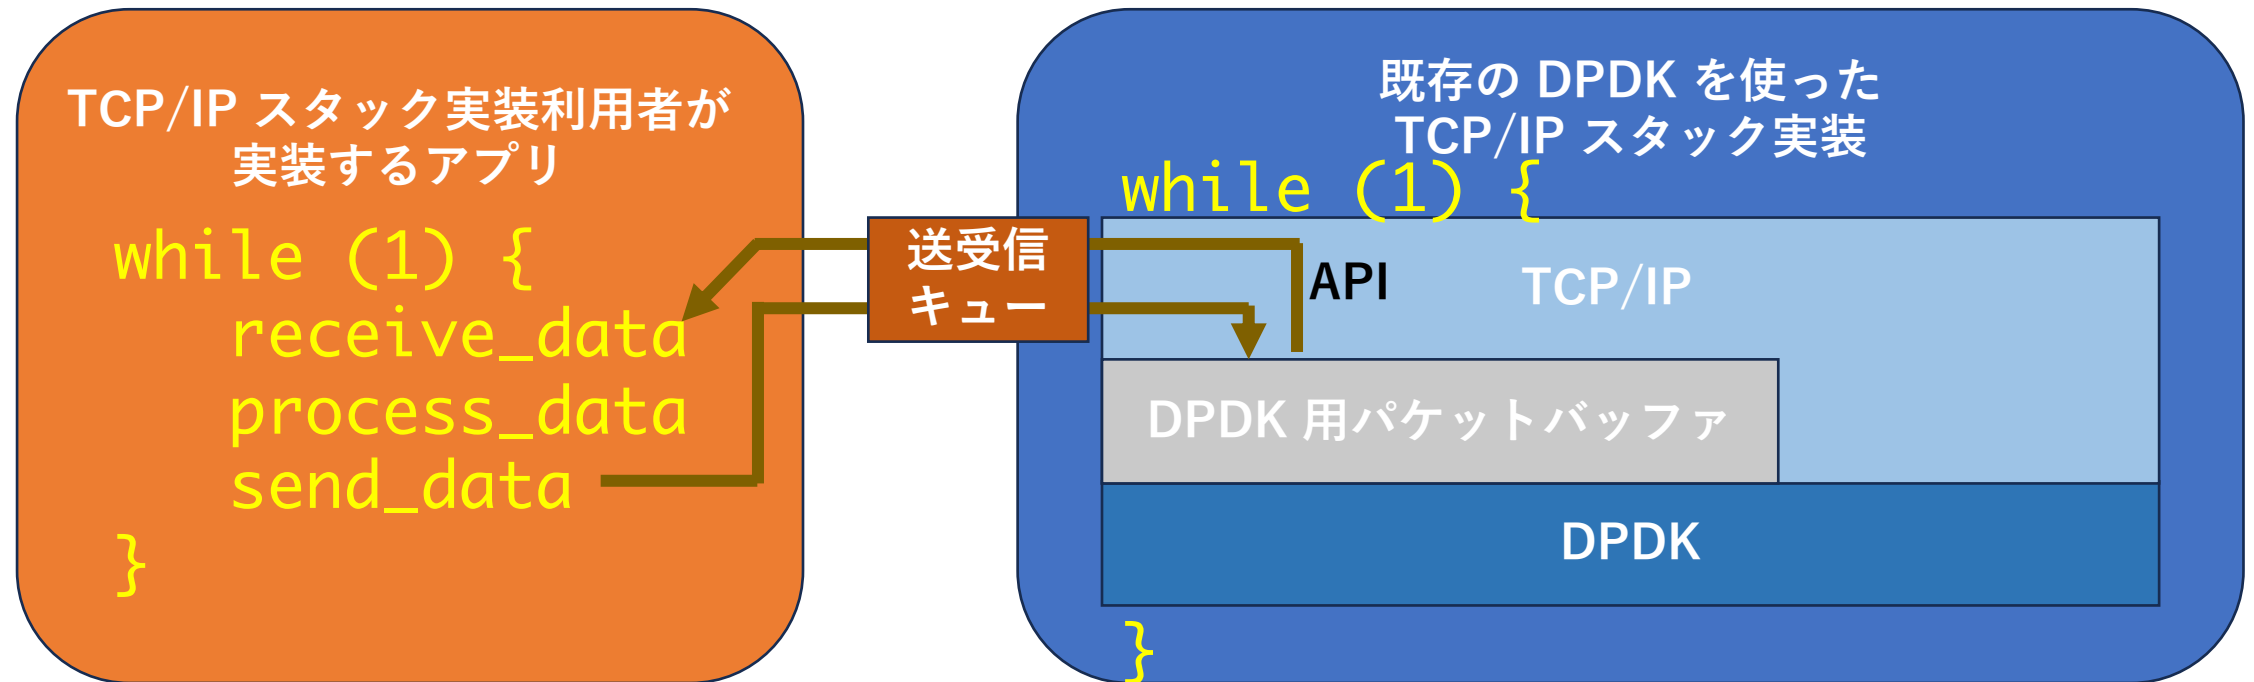 TCP/IP スタック実装利用者が
実装するアプリ
while (1) {
receive_data
process_data
send_data
}
送受信
キュー
既存の DPDK を使った
TCP/IP スタック実装
while (1) {
API
TCP/IP
DPDK 用パケットバッファ
DPDK
}